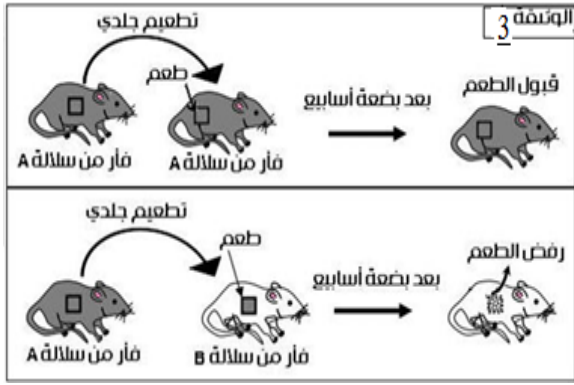 الوثيقة 3
تطعيم جلدي
طعم
بعد بضعة أسابيع
قبول الطعم
فأر من سلالة A
فأر من سلالة A
تطعيم جلدي
طعم
بعد بضعة أسابيع
رفض الطعم
فأر من سلالة A
فأر من سلالة B